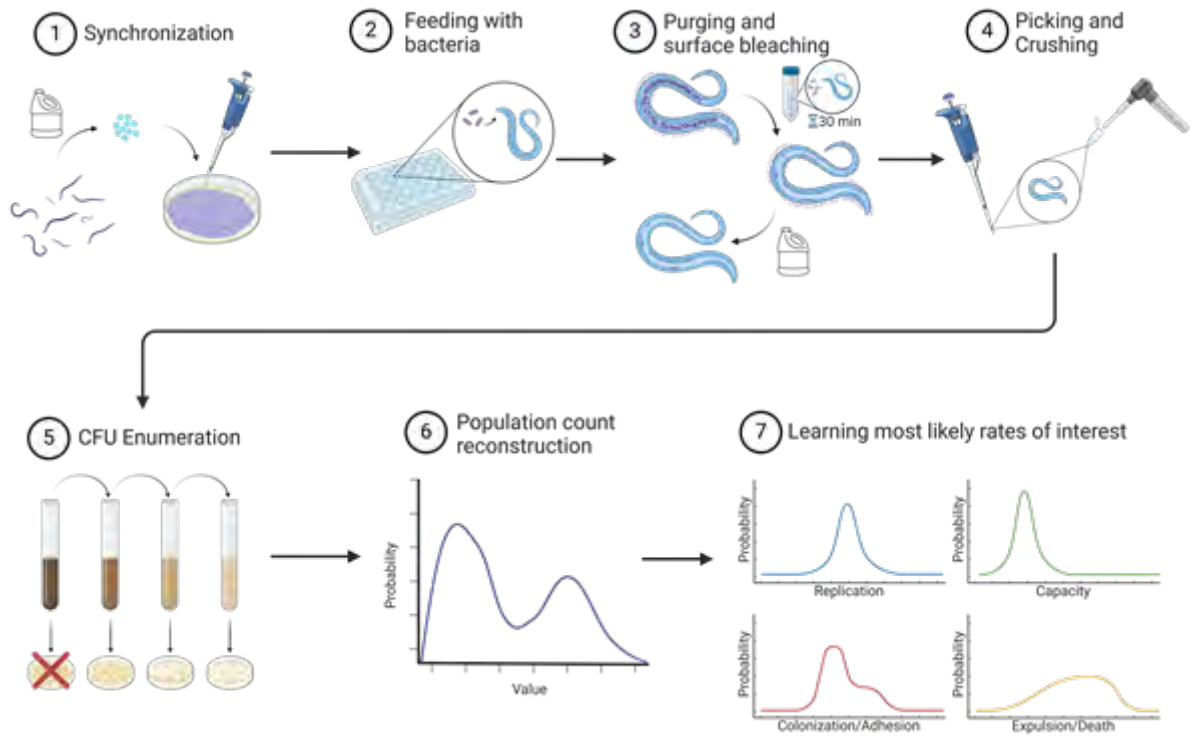 1 Synchronization
2 Feeding with
bacteria
3 Purging and
surface bleaching
30 min
4 Picking and
Crushing
5 CFU Enumeration
6 Population count
reconstruction
Probability
Value
7 Learning most likely rates of interest
Probability
Replication
Probability
Capacity
Probability
Colonization/Adhesion
Probability
Expulsion/Death